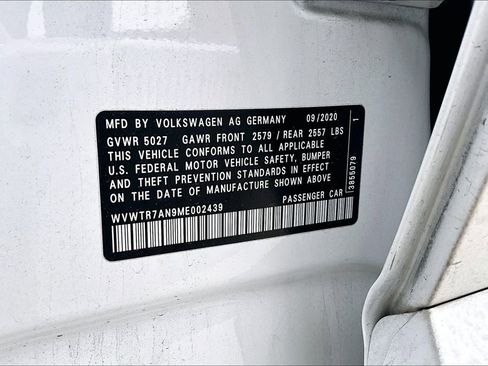 MFD BY VOLKSWAGEN AG GERMANY 09/2020
GVWR 5027 GAWR FRONT 2579 / REAR 2557 LBS
THIS VEHICLE CONFORMS TO ALL APPLICABLE
U.S. FEDERAL MOTOR VEHICLE SAFETY, BUMPER
AND THEFT PREVENTION STANDARDS IN EFFECT
ON THE DATE OF MANUFACTURE SHOWN ABOVE.
WVWTR7AN9ME002439 PASSENGER CAR
3855079 1